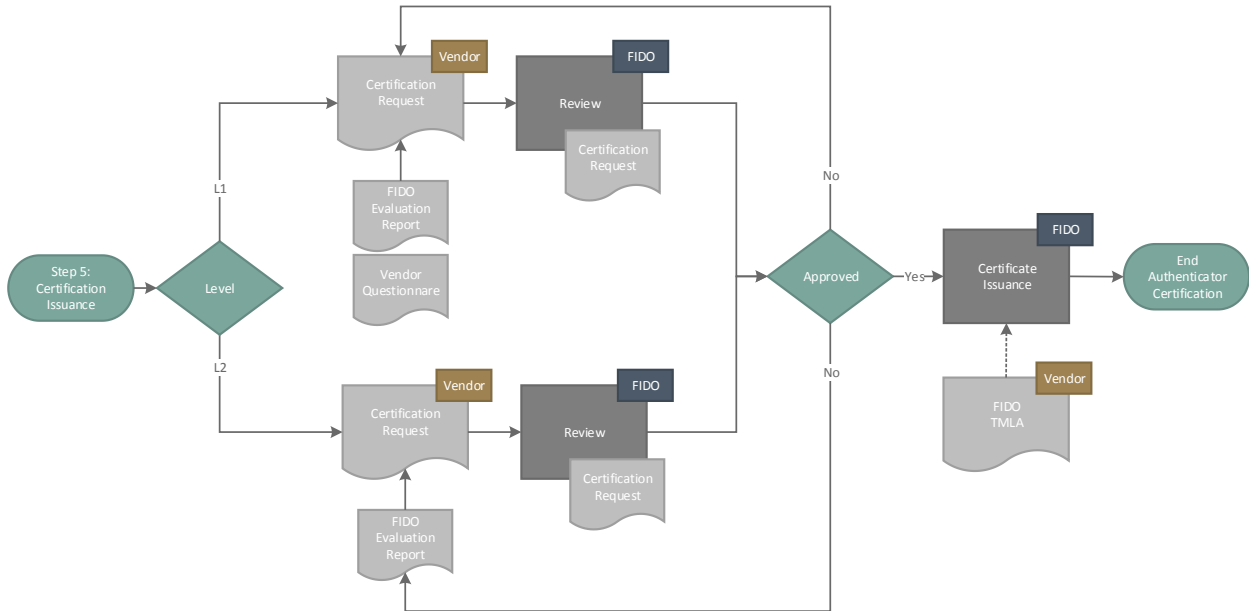 Vendor
FIDO
Certification
Request
Review
Certification
Request
L1
FIDO
Evaluation
Report
Vendor
Questionnare
No
Step 5:
Certification
Issuance
Level
Approved
Yes
FIDO
Certificate
Issuance
End
Authenticator
Certification
L2
Vendor
FIDO
Certification
Request
Review
Certification
Request
FIDO
Evaluation
Report
No
Vendor
FIDO
TMLA